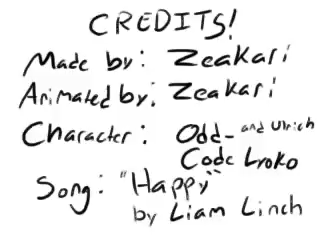 CREDITS!
Made by: Zeakari
Animated by: Zeakari
Character: Odd - and Ulrich
Code Lyoko
Song: "Happy"
by Liam Linch